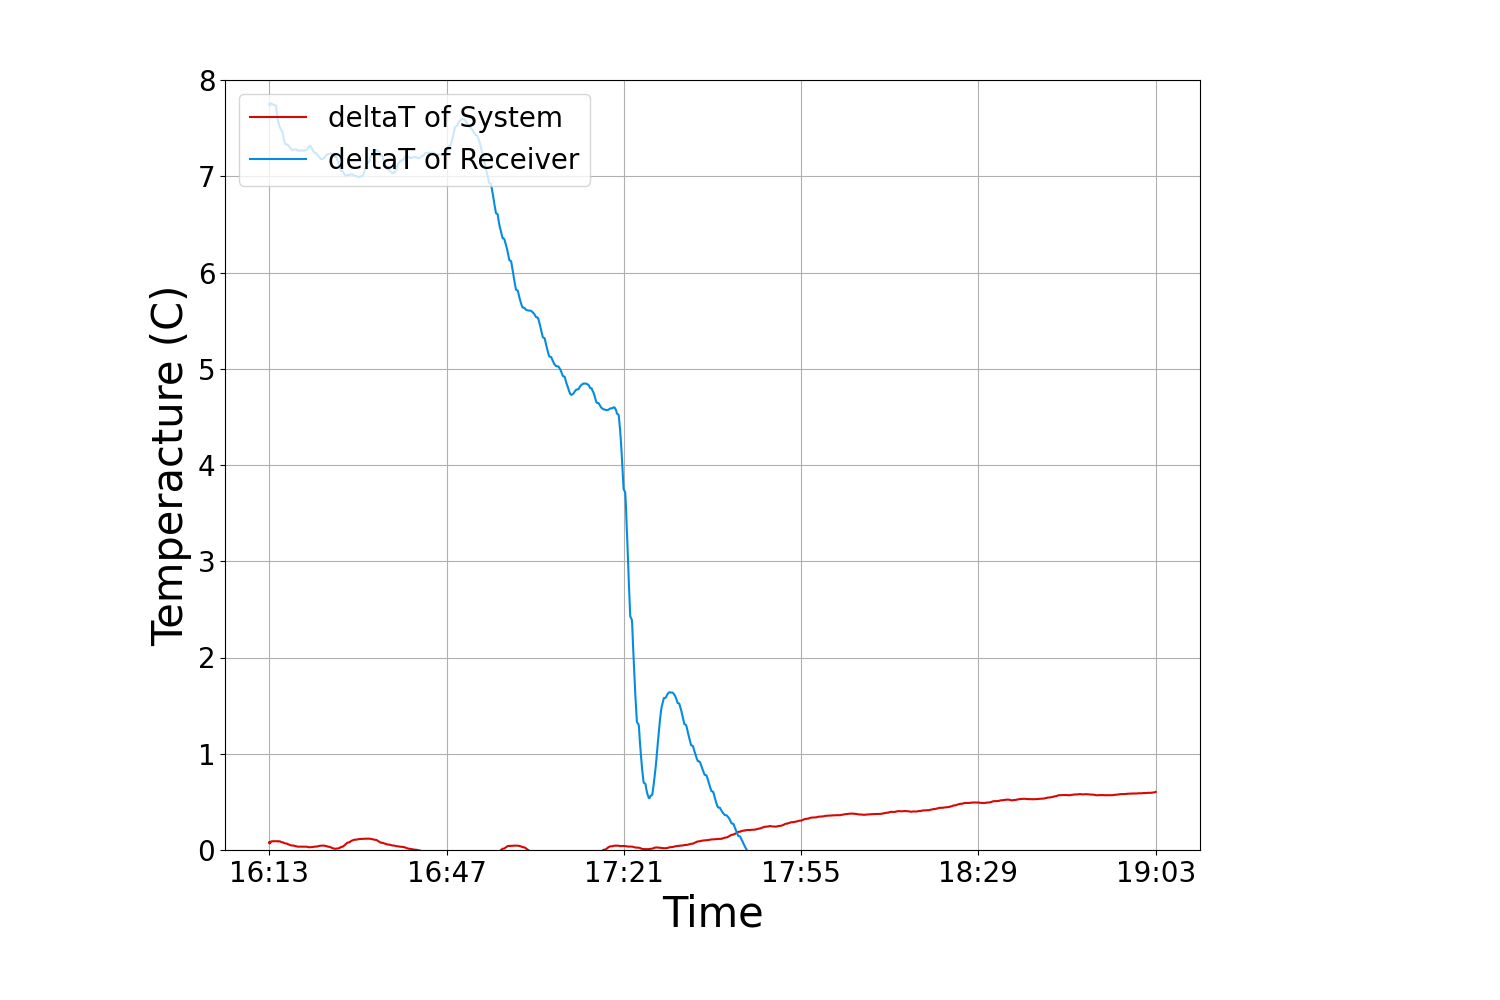 8
deltaT of System
deltaT of Receiver
7
6
5
4
3
2
1
0
Temperacture (C)
16:13 16:47 17:21 17:55 18:29 19:03
Time